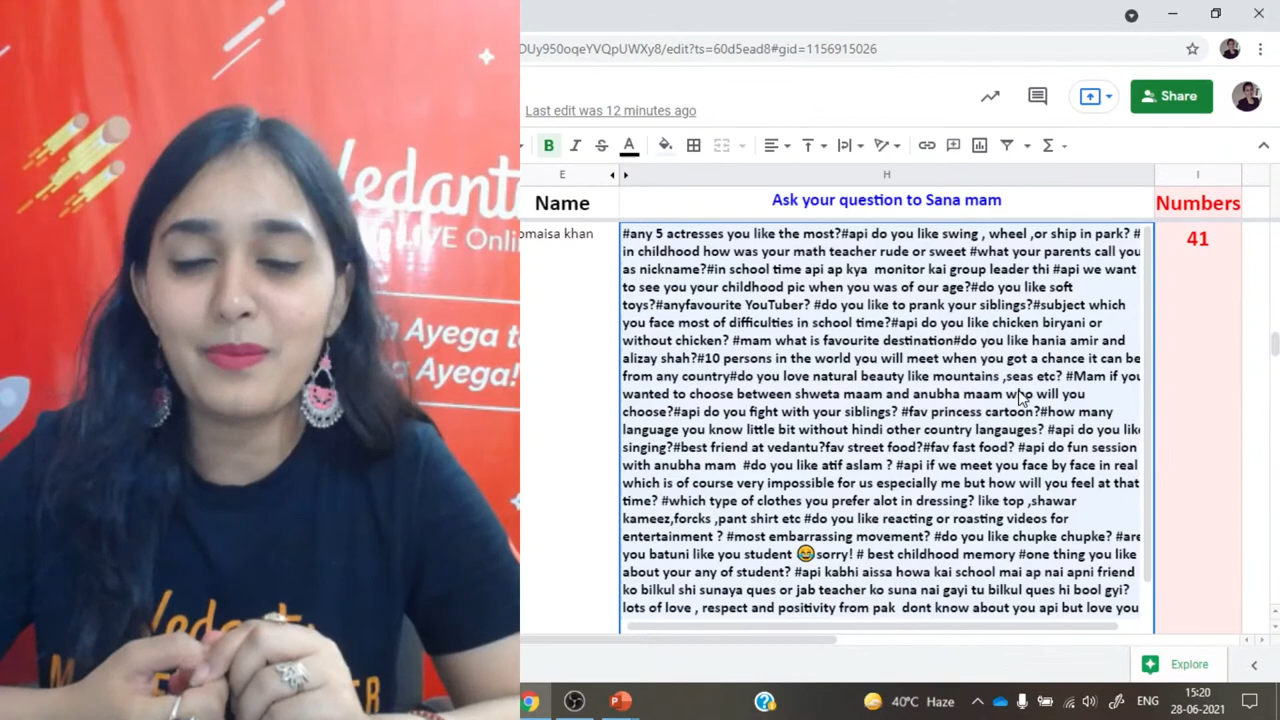 Vedant
LIVE Onli
Ayega t
Ayega!
Vedantu
M
ER
DUy950oqeYVQpUWXy8/edit?ts=60d5ead8#gid=1156915026
Last edit was 12 minutes ago
Share
B I S A
E H I
Name Ask your question to Sana mam Numbers
omaisa khan
41
#any 5 actresses you like the most?#api do you like swing , wheel ,or ship in park? #
in childhood how was your math teacher rude or sweet #what your parents call you
as nickname?#in school time api ap kya monitor kai group leader thi #api we want
to see you your childhood pic when you was of our age?#do you like soft
toys?#anyfavourite YouTuber? #do you like to prank your siblings?#subject which
you face most of difficulties in school time?#api do you like chicken biryani or
without chicken? #mam what is favourite destination#do you like hania amir and
alizay shah?#10 persons in the world you will meet when you got a chance it can be
from any country#do you love natural beauty like mountains ,seas etc? #Mam if you
wanted to choose between shweta maam and anubha maam who will you
choose?#api do you fight with your siblings? #fav princess cartoon?#how many
language you know little bit without hindi other country langauges? #api do you like
singing?#best friend at vedantu?fav street food?#fav fast food? #api do fun session
with anubha mam #do you like atif aslam ? #api if we meet you face by face in real
which is of course very impossible for us especially me but how will you feel at that
time? #which type of clothes you prefer alot in dressing? like top ,shawar
kameez,forcks ,pant shirt etc #do you like reacting or roasting videos for
entertainment ? #most embarrassing movement? #do you like chupke chupke? #are
you batuni like you student 😂sorry! # best childhood memory #one thing you like
about your any of student? #api kabhi aissa howa kai school mai ap nai apni friend
ko bilkul shi sunaya ques or jab teacher ko suna nai gayi tu bilkul ques hi bool gyi?
lots of love , respect and positivity from pak dont know about you api but love you
Explore
40°C Haze
ENG
15:20
28-06-2021